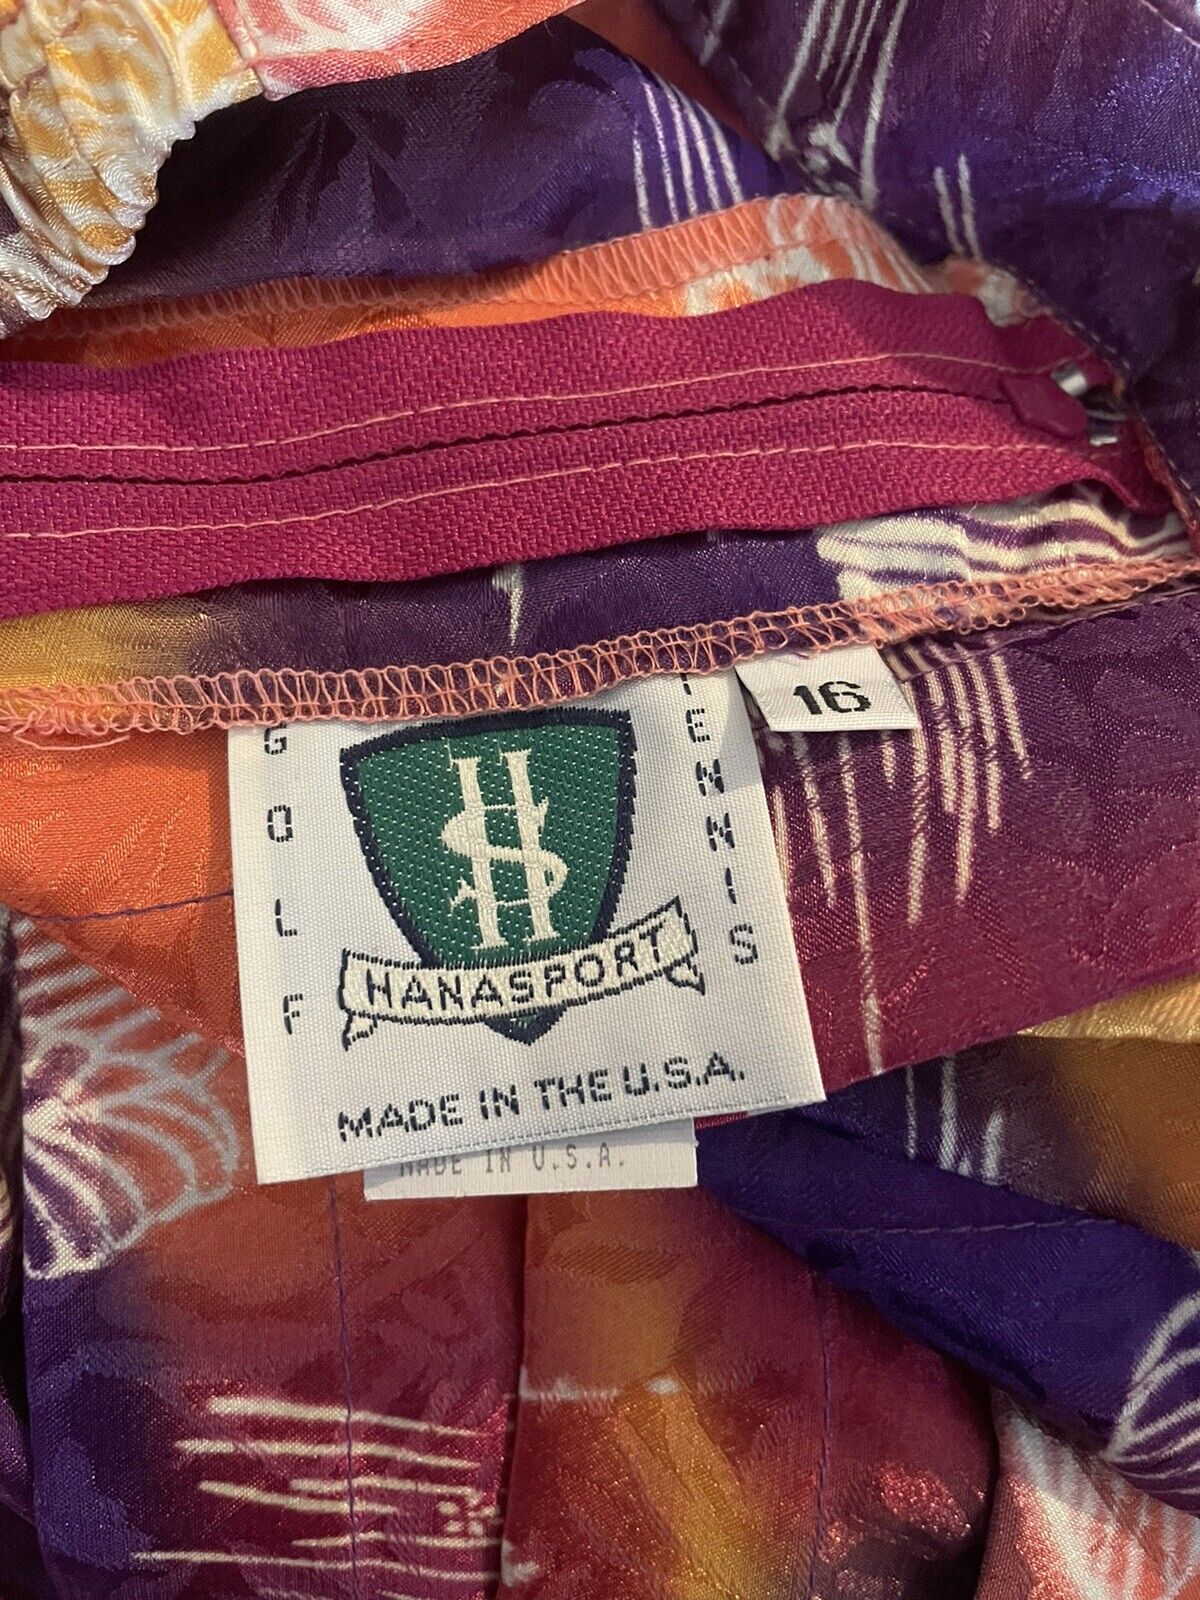 16
GOLF
TENNIS
HS
HANASPORT
MADE IN THE U.S.A.
MADE IN U.S.A.